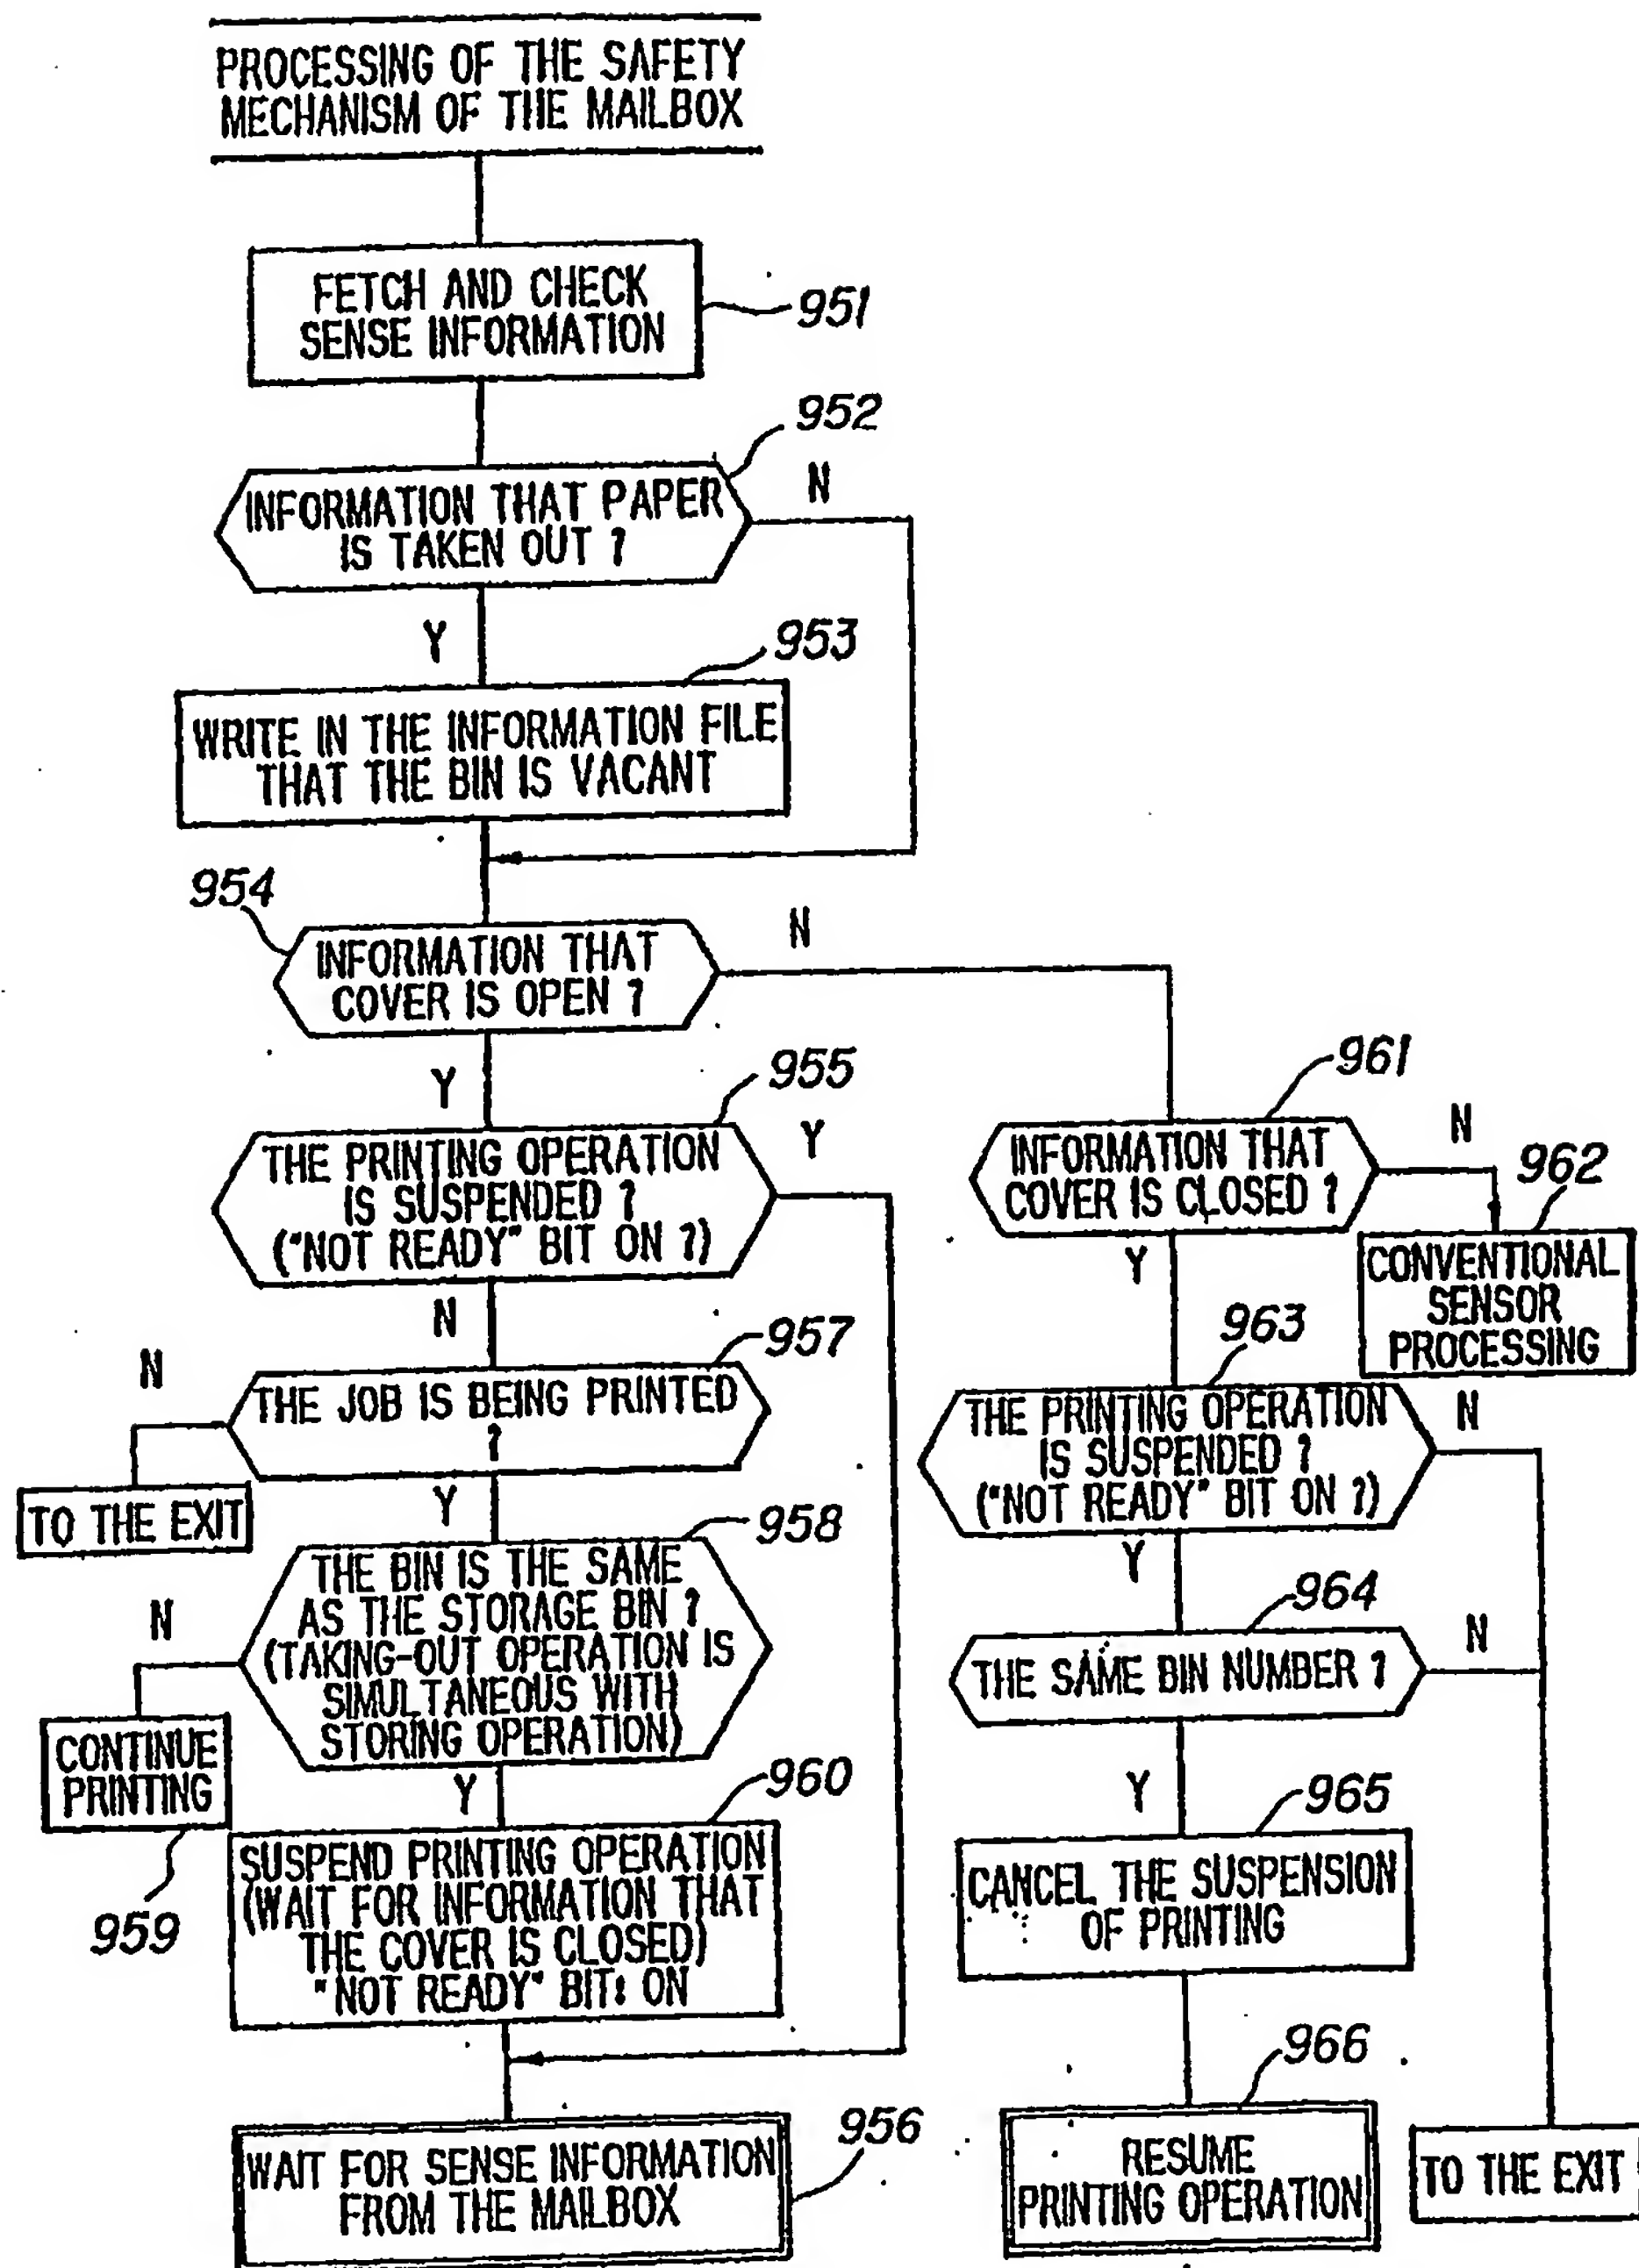 PROCESSING OF THE SAFETY
MECHANISM OF THE MAILBOX
FETCH AND CHECK
SENSE INFORMATION
951
952
INFORMATION THAT PAPER
IS TAKEN OUT ?
N
Y
953
WRITE IN THE INFORMATION FILE
THAT THE BIN IS VACANT
954
INFORMATION THAT
COVER IS OPEN ?
N
Y
955
THE PRINTING OPERATION
IS SUSPENDED ?
("NOT READY" BIT ON ?)
Y
N
957
THE JOB IS BEING PRINTED
?
N
TO THE EXIT
Y
958
THE BIN IS THE SAME
AS THE STORAGE BIN ?
(TAKING-OUT OPERATION IS
SIMULTANEOUS WITH
STORING OPERATION)
N
CONTINUE
PRINTING
959
Y
960
SUSPEND PRINTING OPERATION
(WAIT FOR INFORMATION THAT
THE COVER IS CLOSED)
"NOT READY" BIT: ON
WAIT FOR SENSE INFORMATION
FROM THE MAILBOX
956
961
INFORMATION THAT
COVER IS CLOSED ?
N
962
CONVENTIONAL
SENSOR
PROCESSING
Y
963
THE PRINTING OPERATION
IS SUSPENDED ?
("NOT READY" BIT ON ?)
N
Y
964
THE SAME BIN NUMBER ?
N
Y
965
CANCEL THE SUSPENSION
OF PRINTING
966
RESUME
PRINTING OPERATION
TO THE EXIT